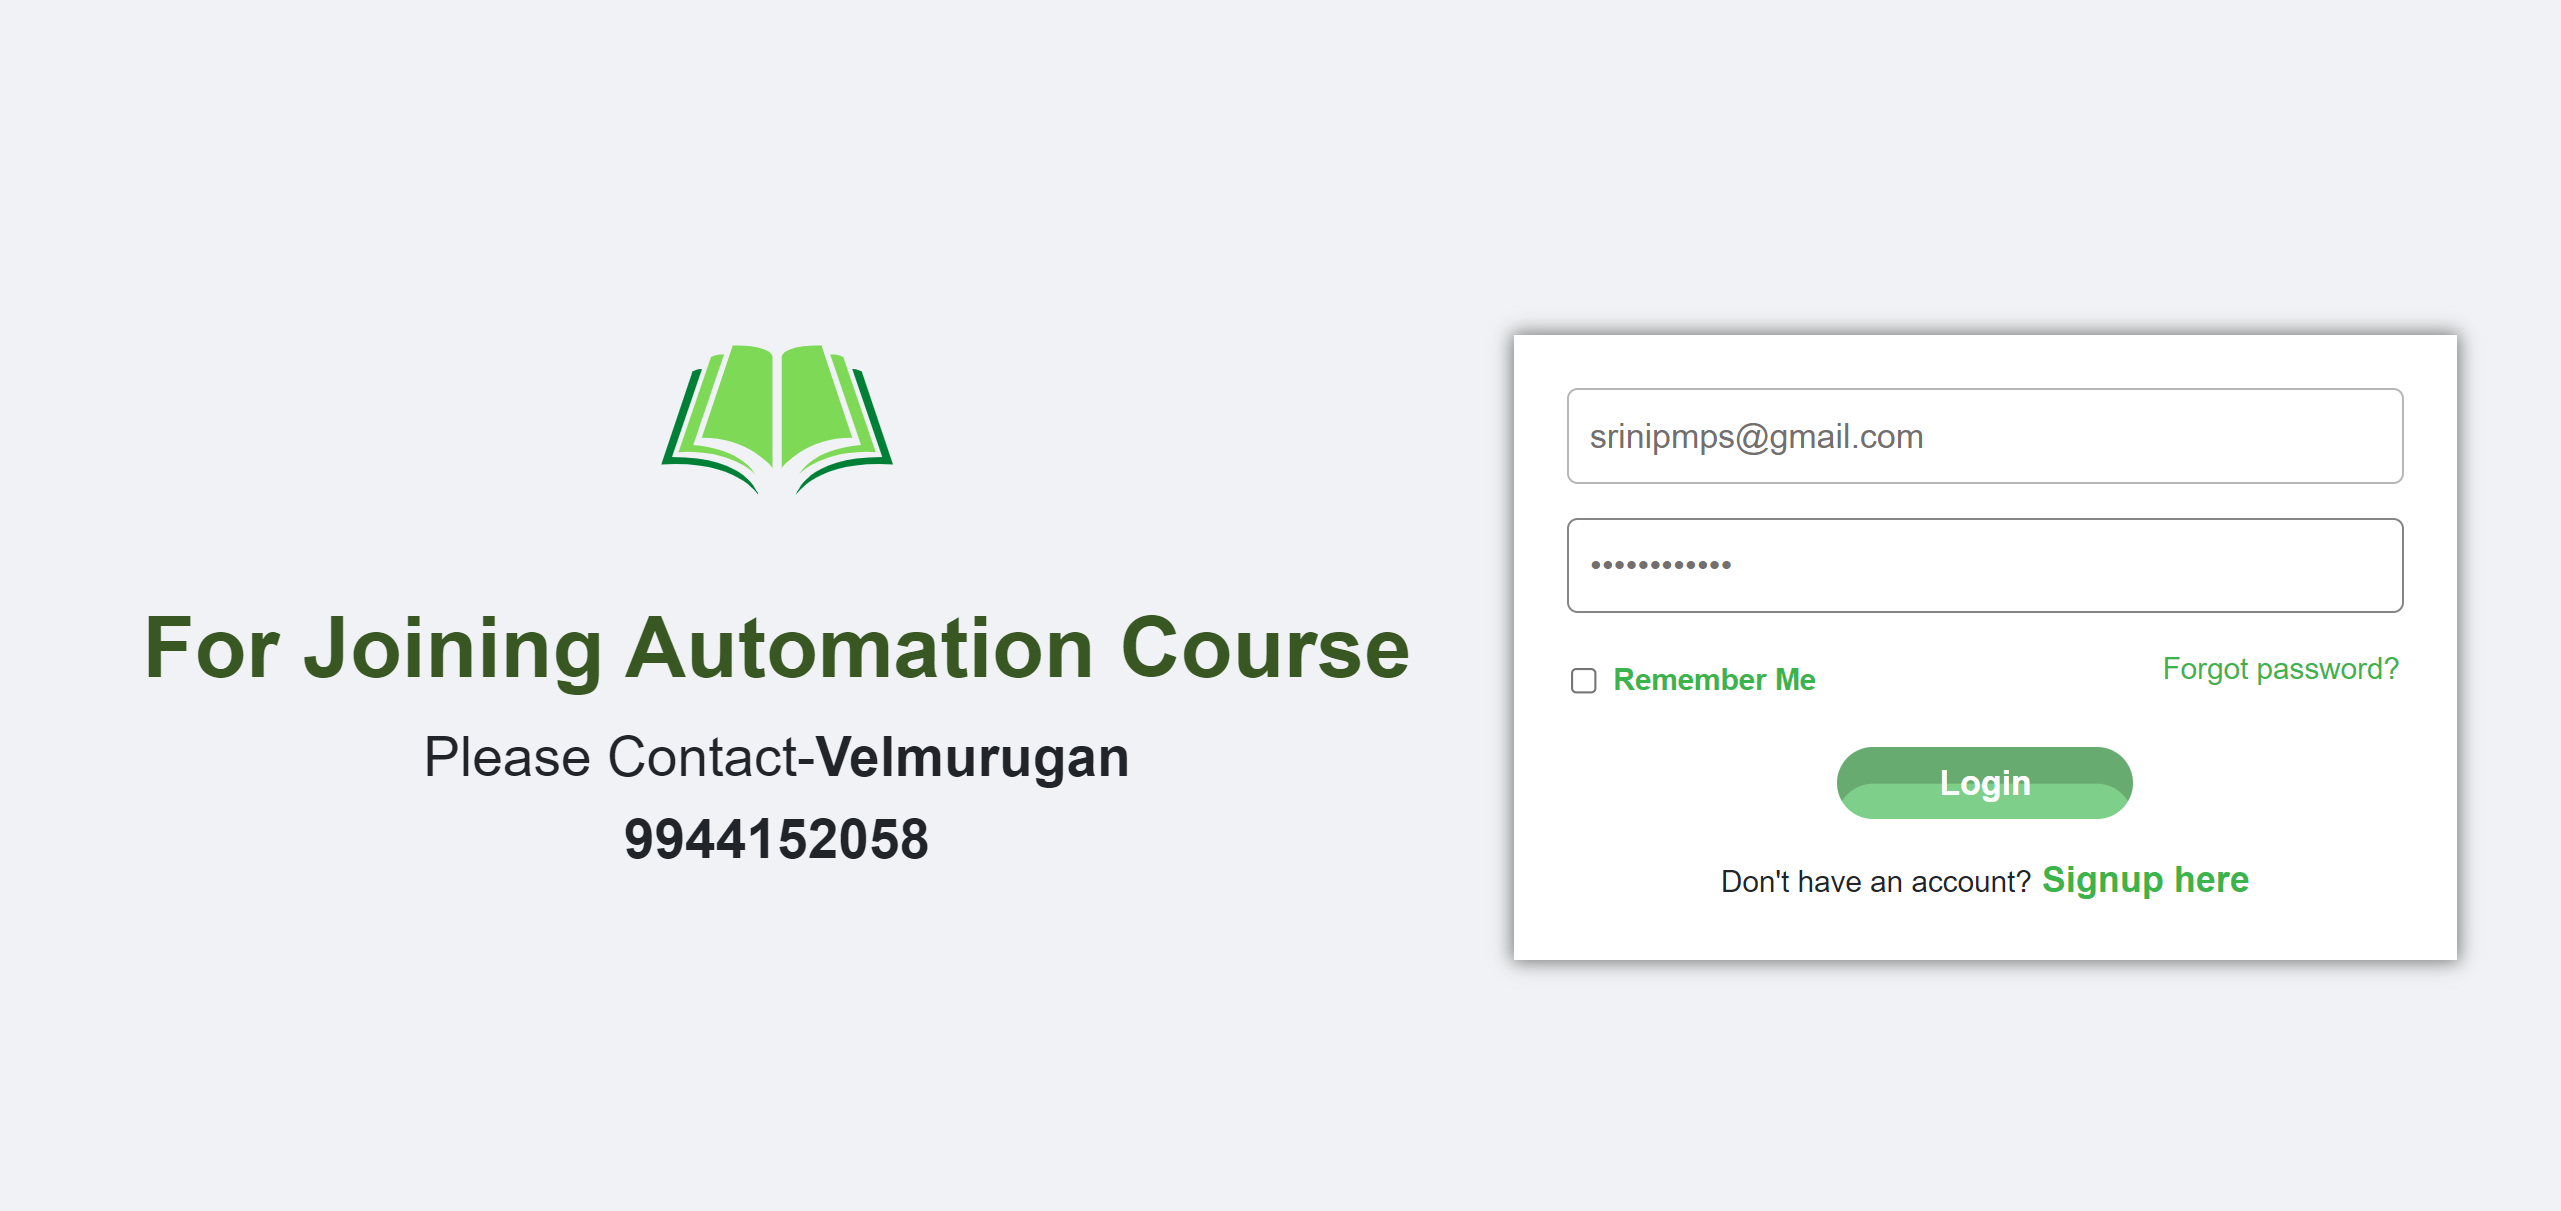 For Joining Automation Course
Please Contact-Velmurugan
9944152058
srinipmps@gmail.com
••••••••••••
Remember Me
Forgot password?
Login
Don't have an account? Signup here